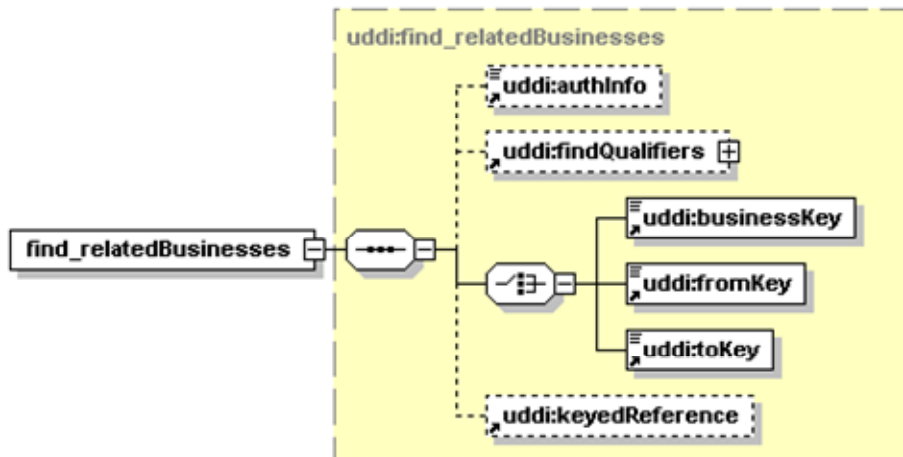 uddi:find_relatedBusinesses
uddi:authInfo
uddi:findQualifiers
uddi:businessKey
find_relatedBusinesses
uddi:fromKey
uddi:toKey
uddi:keyedReference